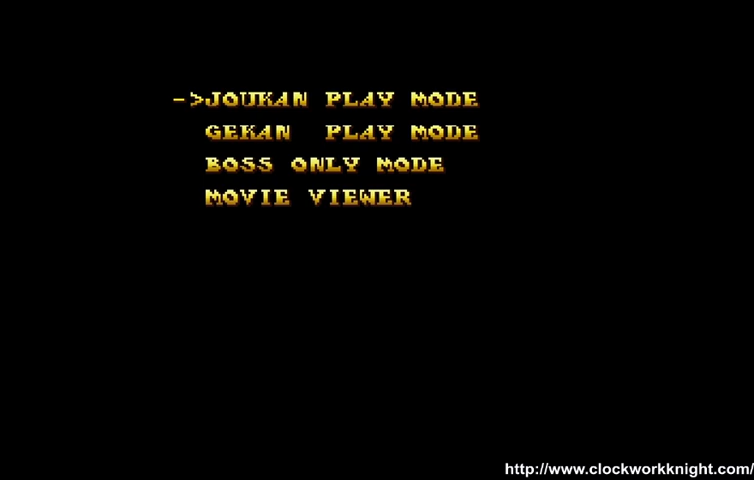 ->JOUKAN PLAY MODE
GEKAN PLAY MODE
BOSS ONLY MODE
MOVIE VIEWER
http://www.clockworkknight.com/